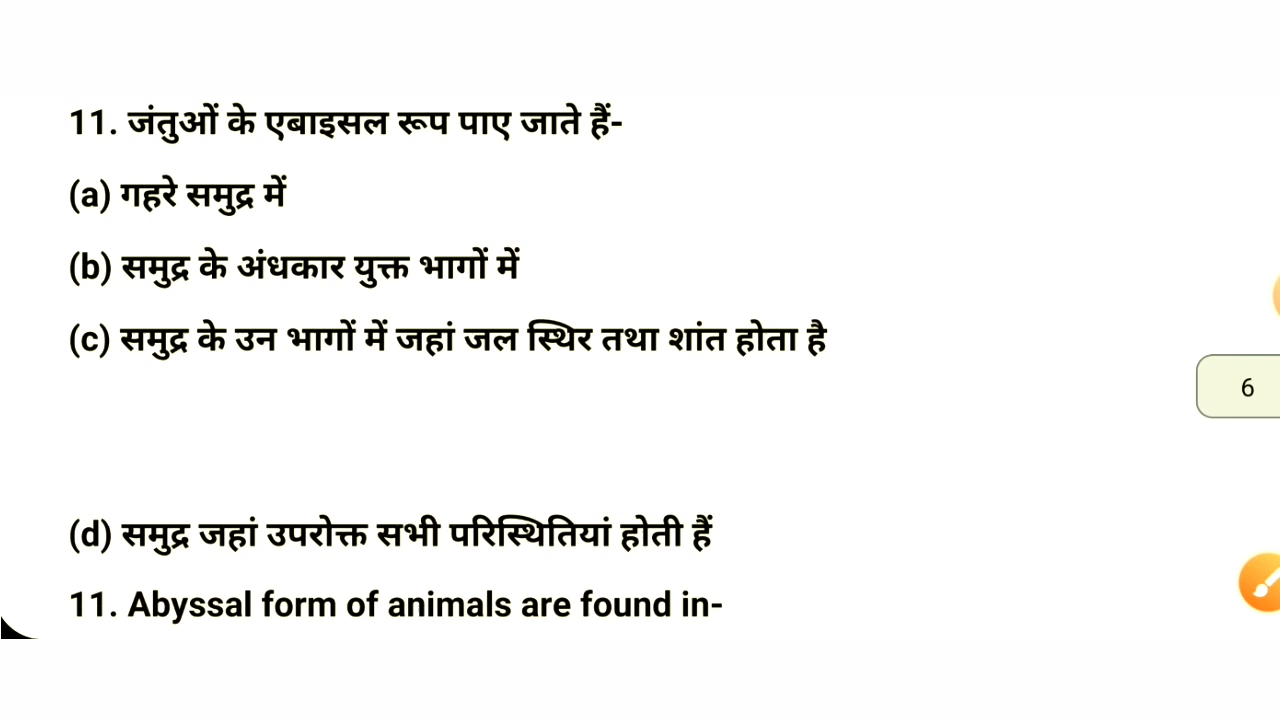 11. जंतुओं के एबाइसल रूप पाए जाते हैं-
(a) गहरे समुद्र में
(b) समुद्र के अंधकार युक्त भागों में
(c) समुद्र के उन भागों में जहां जल स्थिर तथा शांत होता है
6
(d) समुद्र जहां उपरोक्त सभी परिस्थितियां होती हैं
11. Abyssal form of animals are found in-